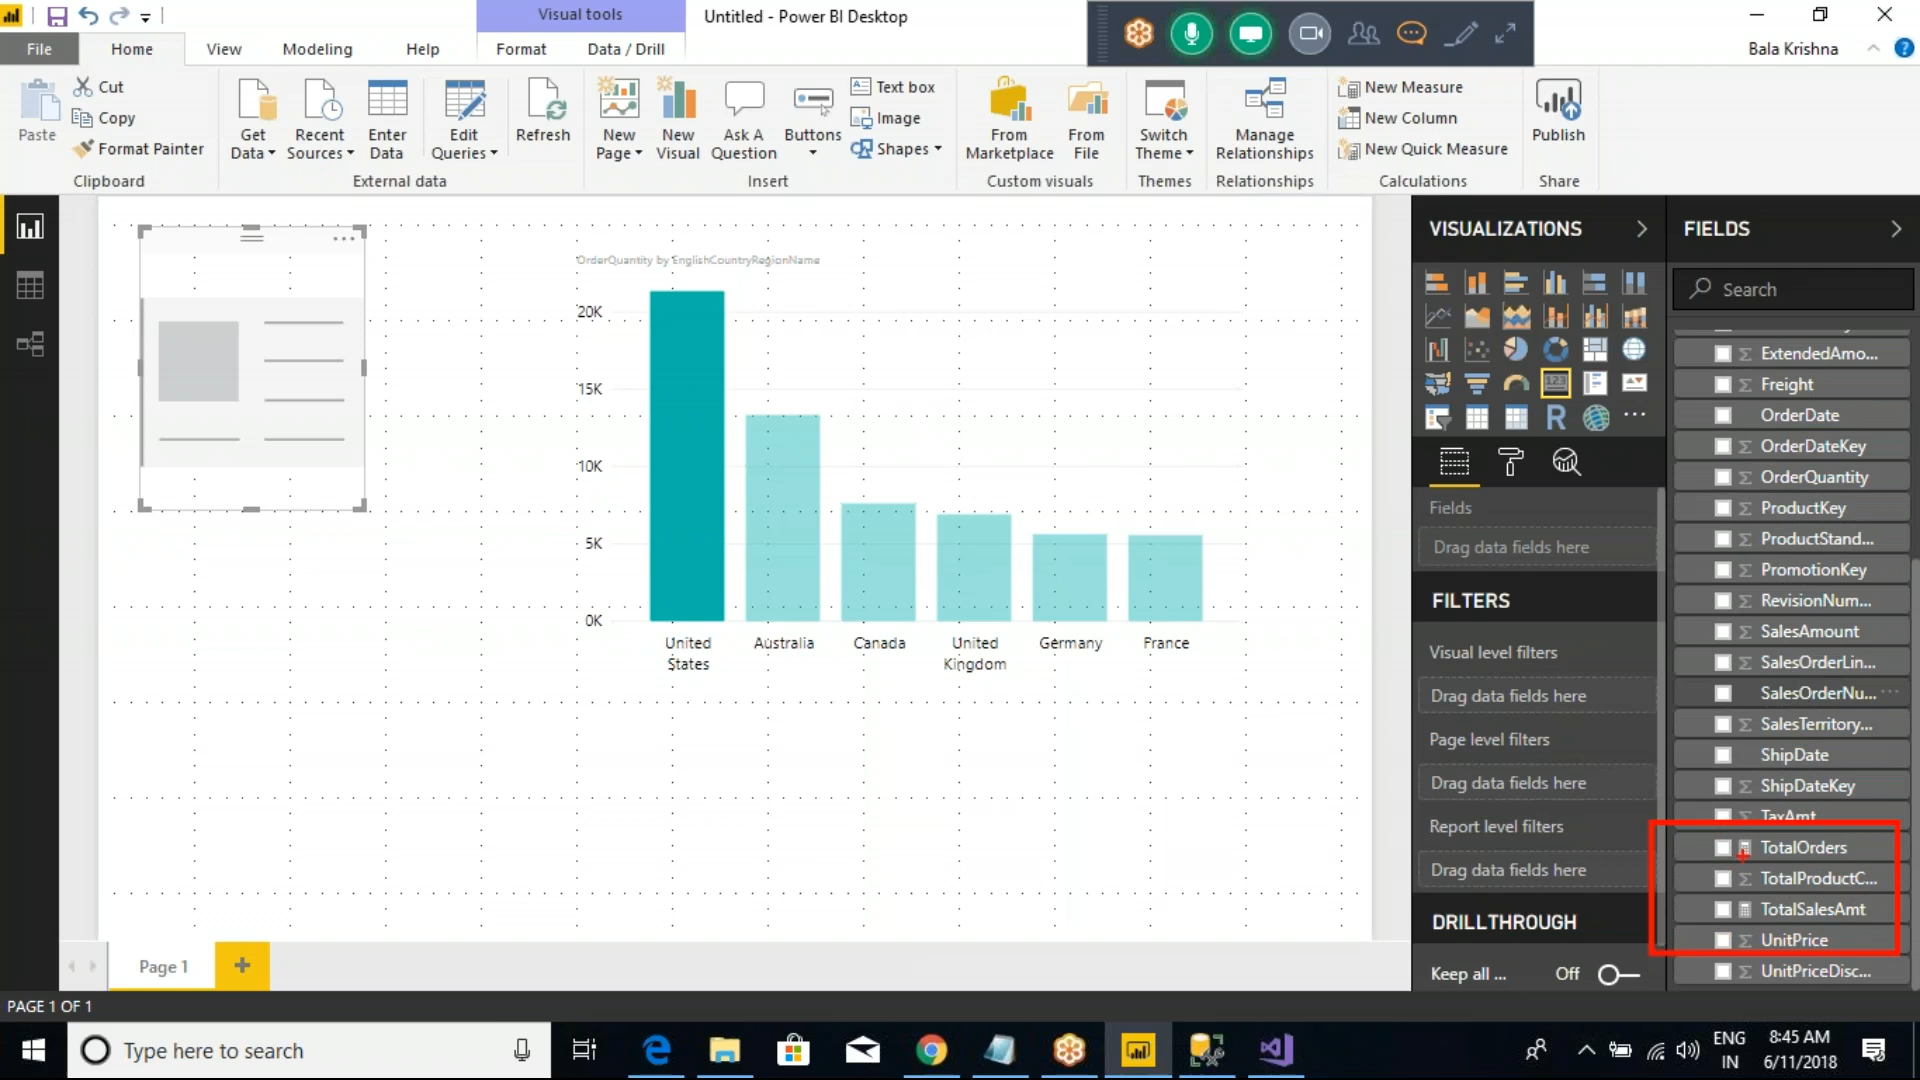 Visual tools
Untitled - Power BI Desktop
File
Home
View
Modeling
Help
Format
Data / Drill
Bala Krishna
?
Paste
Cut
Copy
Format Painter
Clipboard
Get Data
Recent Sources
Enter Data
Edit Queries
Refresh
External data
New Page
New Visual
Ask A Question
Buttons
Text box
Image
Shapes
Insert
From Marketplace
From File
Custom visuals
Switch Theme
Themes
Manage Relationships
Relationships
New Measure
New Column
New Quick Measure
Calculations
Publish
Share
OrderQuantity by EnglishCountryRegionName
20K
15K
10K
5K
0K
United States
Australia
Canada
United Kingdom
Germany
France
VISUALIZATIONS
123
R
Fields
Drag data fields here
FILTERS
Visual level filters
Drag data fields here
Page level filters
Drag data fields here
Report level filters
Drag data fields here
DRILLTHROUGH
Keep all ...
Off
FIELDS
Search
ExtendedAmo...
Freight
OrderDate
OrderDateKey
OrderQuantity
ProductKey
ProductStand...
PromotionKey
RevisionNum...
SalesAmount
SalesOrderLin...
SalesOrderNu...
SalesTerritory...
ShipDate
ShipDateKey
TaxAmt
TotalOrders
TotalProductC...
TotalSalesAmt
UnitPrice
UnitPriceDisc...
Page 1
+
PAGE 1 OF 1
Type here to search
ENG
IN
8:45 AM
6/11/2018